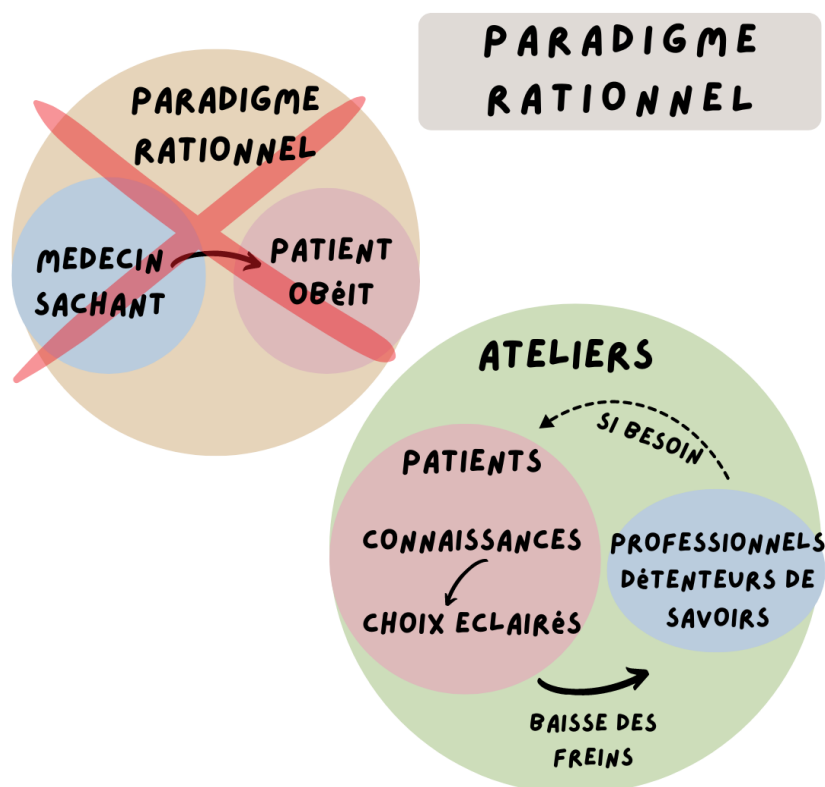 PARADIGME
RATIONNEL
PARADIGME
RATIONNEL
MEDECIN
SACHANT
PATIENT
OBéIT
ATELIERS
SI BESOIN
PATIENTS
CONNAISSANCES
CHOIX ECLAIRéS
PROFESSIONNELS
DéTENTEURS DE
SAVOIRS
BAISSE DES
FREINS